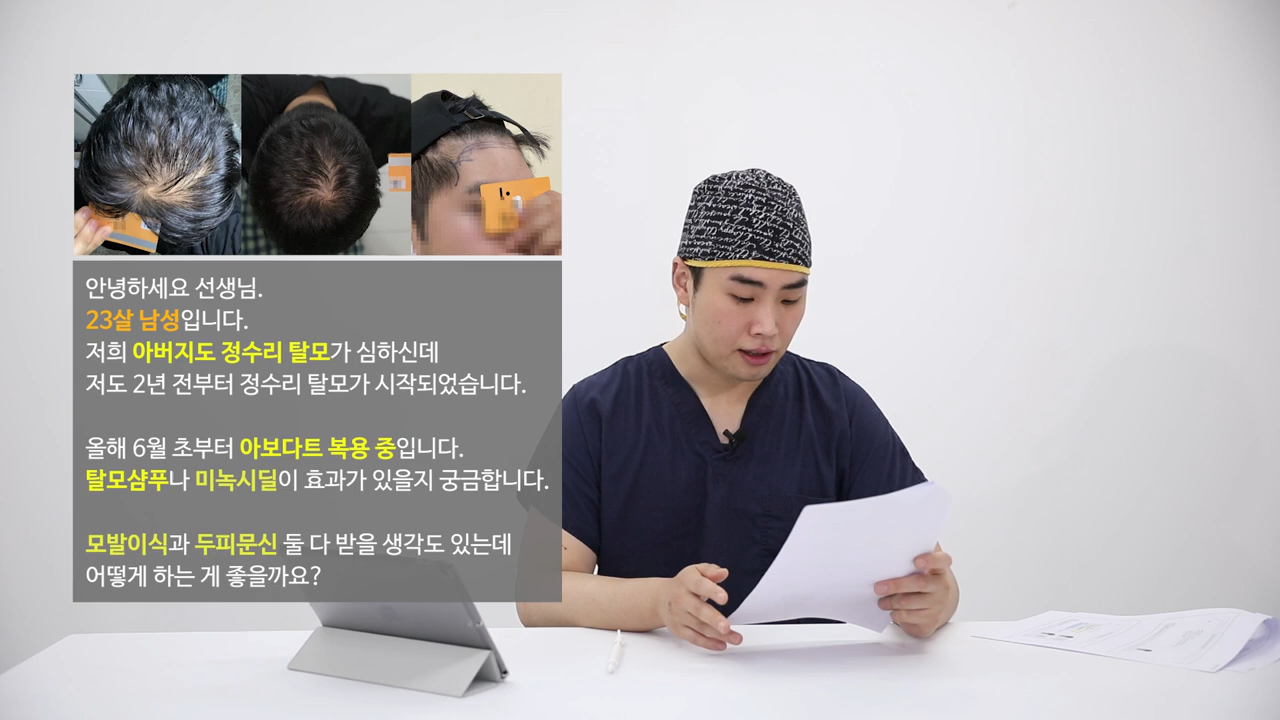 안녕하세요 선생님.
23살 남성입니다.
저희 아버지도 정수리 탈모가 심하신데
저도 2년 전부터 정수리 탈모가 시작되었습니다.
올해 6월 초부터 아보다트 복용 중입니다.
탈모샴푸나 미녹시딜이 효과가 있을지 궁금합니다.
모발이식과 두피문신 둘 다 받을 생각도 있는데
어떻게 하는 게 좋을까요?